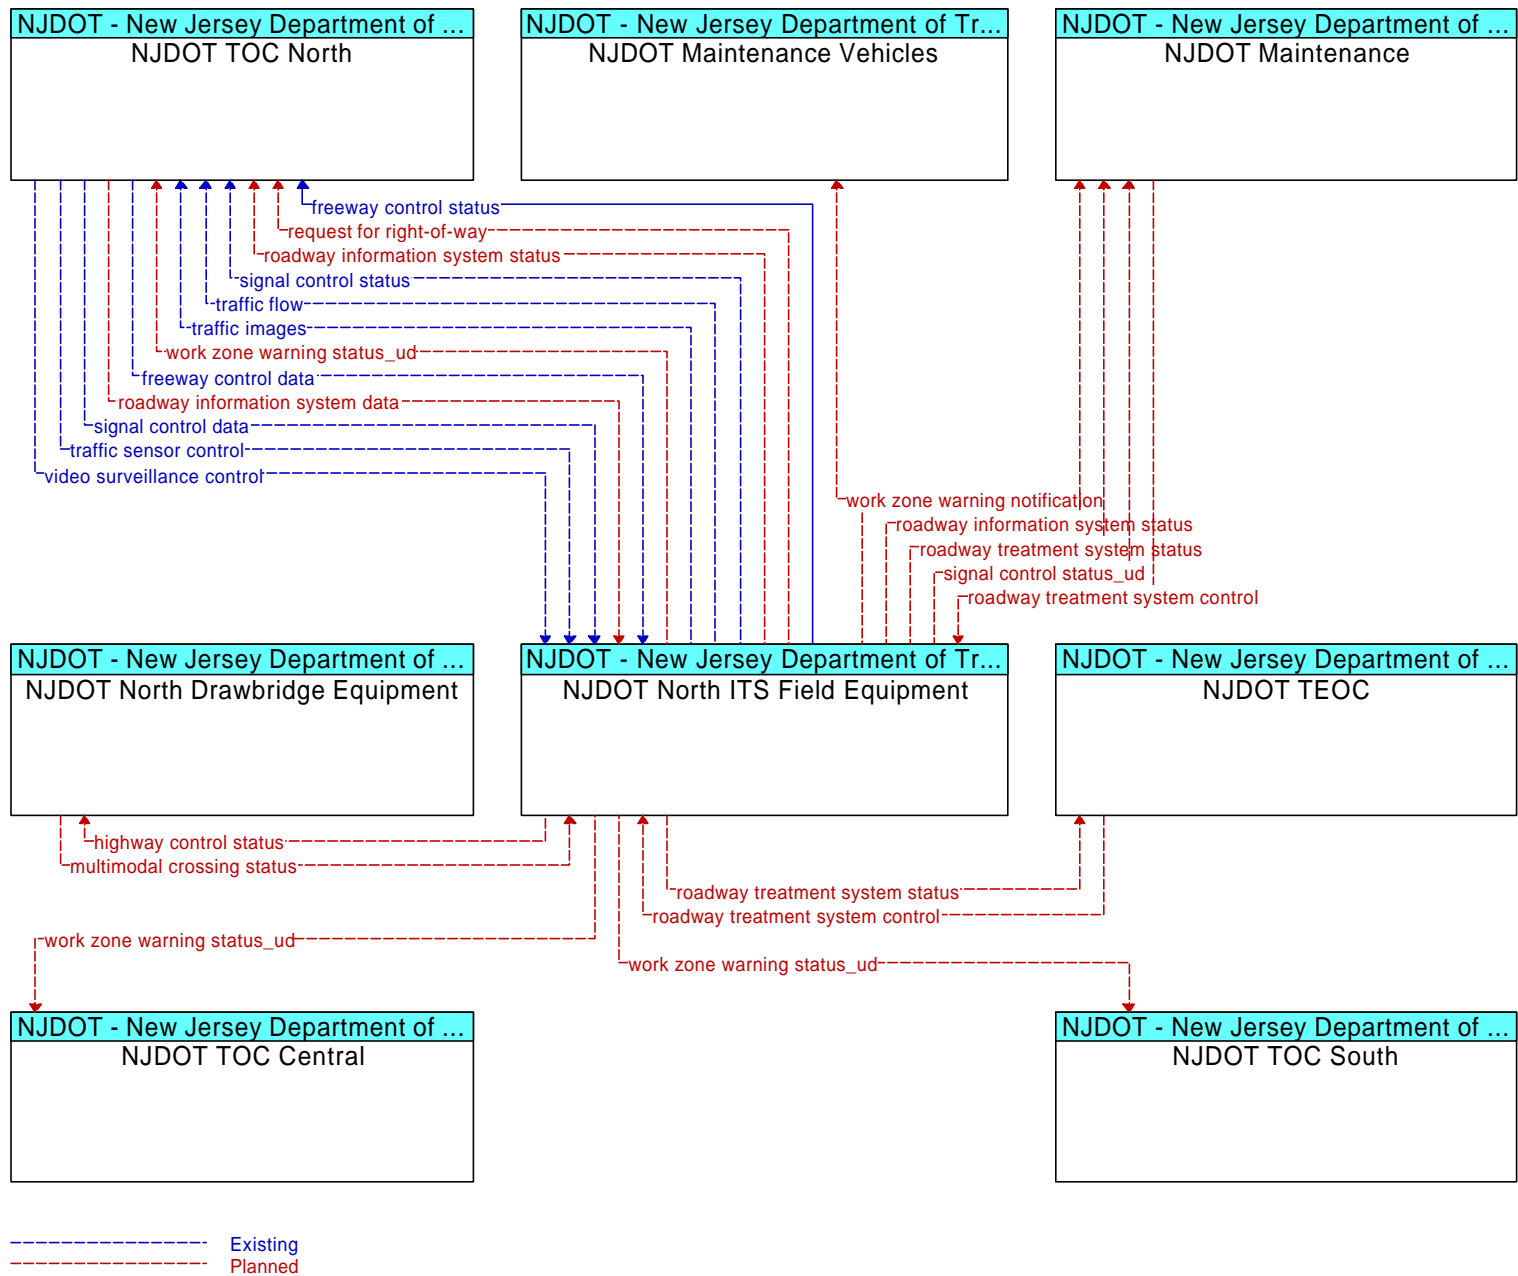 NJDOT - New Jersey Department of ...
NJDOT TOC North
NJDOT - New Jersey Department of Tr...
NJDOT Maintenance Vehicles
NJDOT - New Jersey Department of ...
NJDOT Maintenance
freeway control status
request for right-of-way
roadway information system status
signal control status
traffic flow
traffic images
work zone warning status_ud
freeway control data
roadway information system data
signal control data
traffic sensor control
video surveillance control
work zone warning notification
roadway information system status
roadway treatment system status
signal control status_ud
roadway treatment system control
NJDOT - New Jersey Department of ...
NJDOT North Drawbridge Equipment
NJDOT - New Jersey Department of Tr...
NJDOT North ITS Field Equipment
NJDOT - New Jersey Department of ...
NJDOT TEOC
highway control status
multimodal crossing status
roadway treatment system status
roadway treatment system control
work zone warning status_ud
work zone warning status_ud
NJDOT - New Jersey Department of ...
NJDOT TOC Central
NJDOT - New Jersey Department of ...
NJDOT TOC South
Existing
Planned